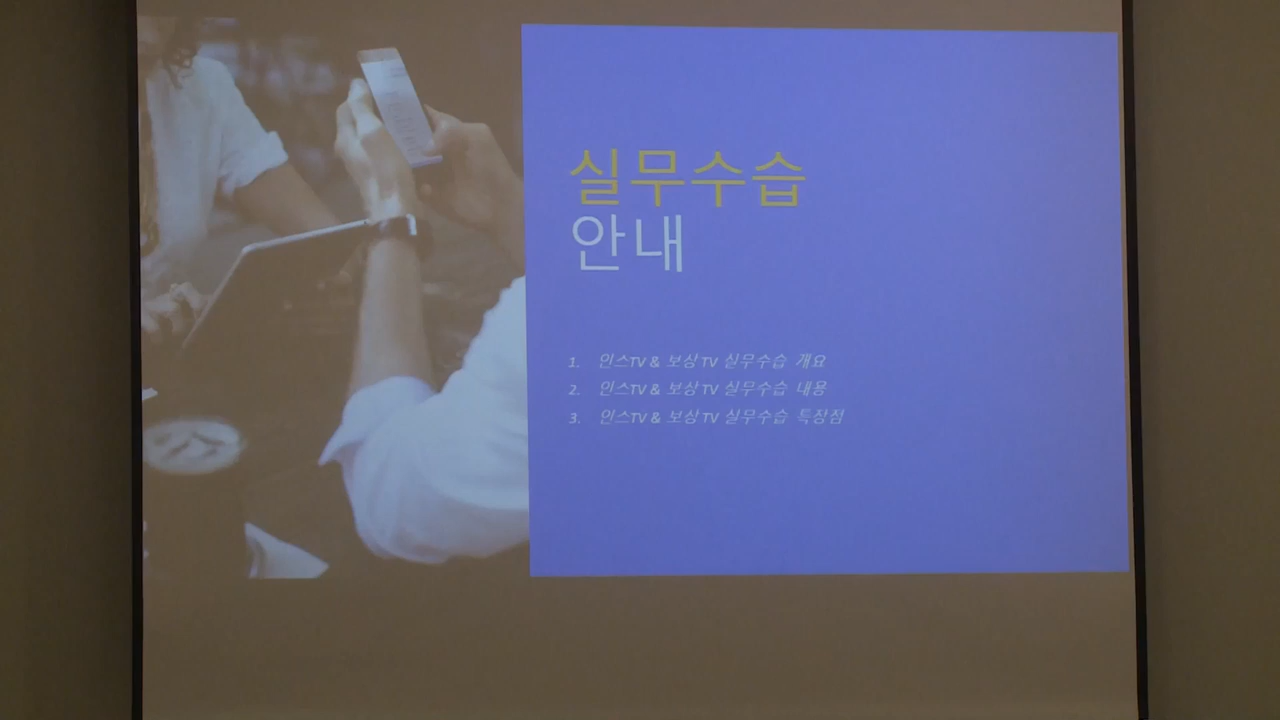 실무수습
안내
1. 인스TV & 보상TV 실무수습 개요
2. 인스TV & 보상TV 실무수습 내용
3. 인스TV & 보상TV 실무수습 특장점